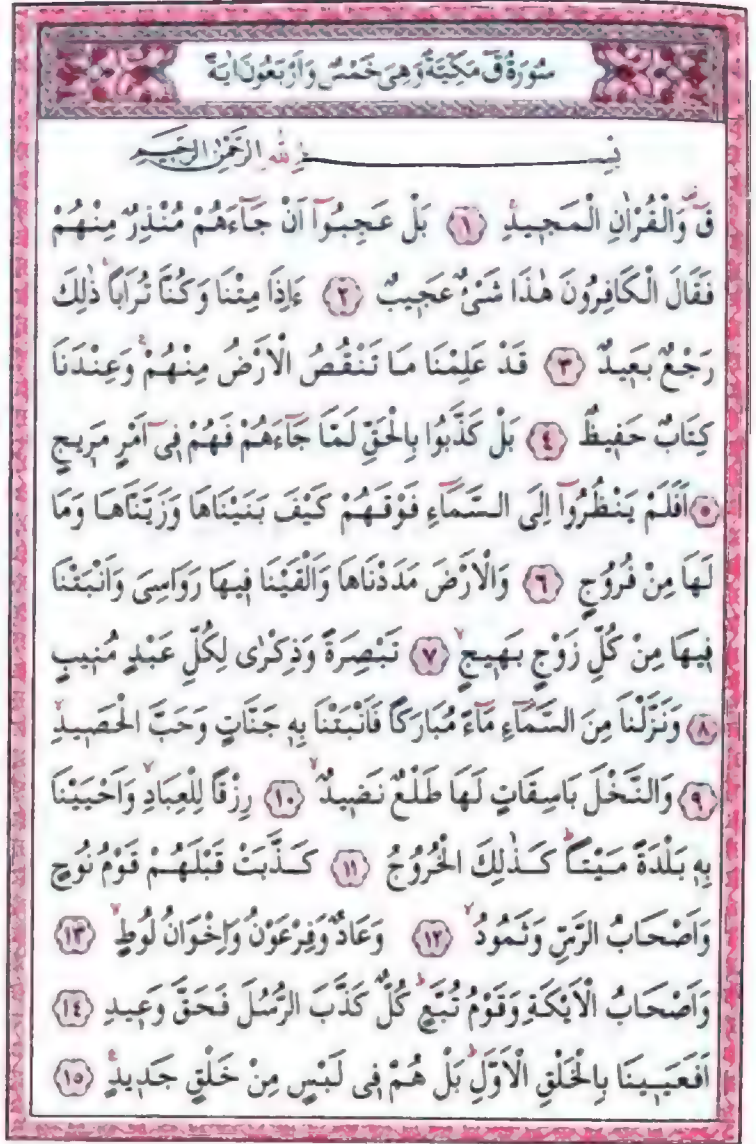 سُورَةُ قٓ مَكِّيَّةٌ وَهِيَ خَمْسٌ وَاَرْبَعُونَ اٰيَةً
بِسْــــــمِ اللّٰهِ الرَّحْمٰنِ الرَّحِيمِ
قٓ وَالْقُرْاٰنِ الْمَجٖيدِۚ ﴿١﴾ بَلْ عَجِبُٓوا اَنْ جَٓاءَهُمْ مُنْذِرٌ مِنْهُمْ
فَقَالَ الْكَافِرُونَ هٰذَا شَيْءٌ عَجٖيبٌ ﴿٢﴾ ءَاِذَا مِتْنَا وَكُنَّا تُرَابًاۚ ذٰلِكَ
رَجْعٌ بَعٖيدٌ ﴿٣﴾ قَدْ عَلِمْنَا مَا تَنْقُصُ الْاَرْضُ مِنْهُمْۚ وَعِنْدَنَا
كِتَابٌ حَفٖيظٌ ﴿٤﴾ بَلْ كَذَّبُوا بِالْحَقِّ لَمَّا جَٓاءَهُمْ فَهُمْ فٖٓي اَمْرٍ مَرٖيجٍ
﴿٥﴾ اَفَلَمْ يَنْظُرُٓوا اِلَى السَّمَٓاءِ فَوْقَهُمْ كَيْفَ بَنَيْنَاهَا وَزَيَّنَّاهَا وَمَا
لَهَا مِنْ فُرُوجٍ ﴿٦﴾ وَالْاَرْضَ مَدَدْنَاهَا وَاَلْقَيْنَا فٖيهَا رَوَاسِيَ وَاَنْبَتْنَا
فٖيهَا مِنْ كُلِّ زَوْجٍ بَهٖيجٍۙ ﴿٧﴾ تَبْصِرَةً وَذِكْرٰى لِكُلِّ عَبْدٍ مُنٖيبٍ
﴿٨﴾ وَنَزَّلْنَا مِنَ السَّمَٓاءِ مَٓاءً مُبَارَكًا فَاَنْبَتْنَا بِهٖ جَنَّاتٍ وَحَبَّ الْحَصٖيدِۙ
﴿٩﴾ وَالنَّخْلَ بَاسِقَاتٍ لَهَا طَلْعٌ نَضٖيدٌۙ ﴿١٠﴾ رِزْقًا لِلْعِبَادِۙ وَاَحْيَيْنَا
بِهٖ بَلْدَةً مَيْتًاۜ كَذٰلِكَ الْخُرُوجُ ﴿١١﴾ كَذَّبَتْ قَبْلَهُمْ قَوْمُ نُوحٍ
وَاَصْحَابُ الرَّسِّ وَثَمُودُۙ ﴿١٢﴾ وَعَادٌ وَفِرْعَوْنُ وَاِخْوَانُ لُوطٍۙ ﴿١٣﴾
وَاَصْحَابُ الْاَيْكَةِ وَقَوْمُ تُبَّعٍۜ كُلٌّ كَذَّبَ الرُّسُلَ فَحَقَّ وَعٖيدِ ﴿١٤﴾
اَفَعَيٖينَا بِالْخَلْقِ الْاَوَّلِۜ بَلْ هُمْ فٖي لَبْسٍ مِنْ خَلْقٍ جَدٖيدٍۚ ﴿١٥﴾